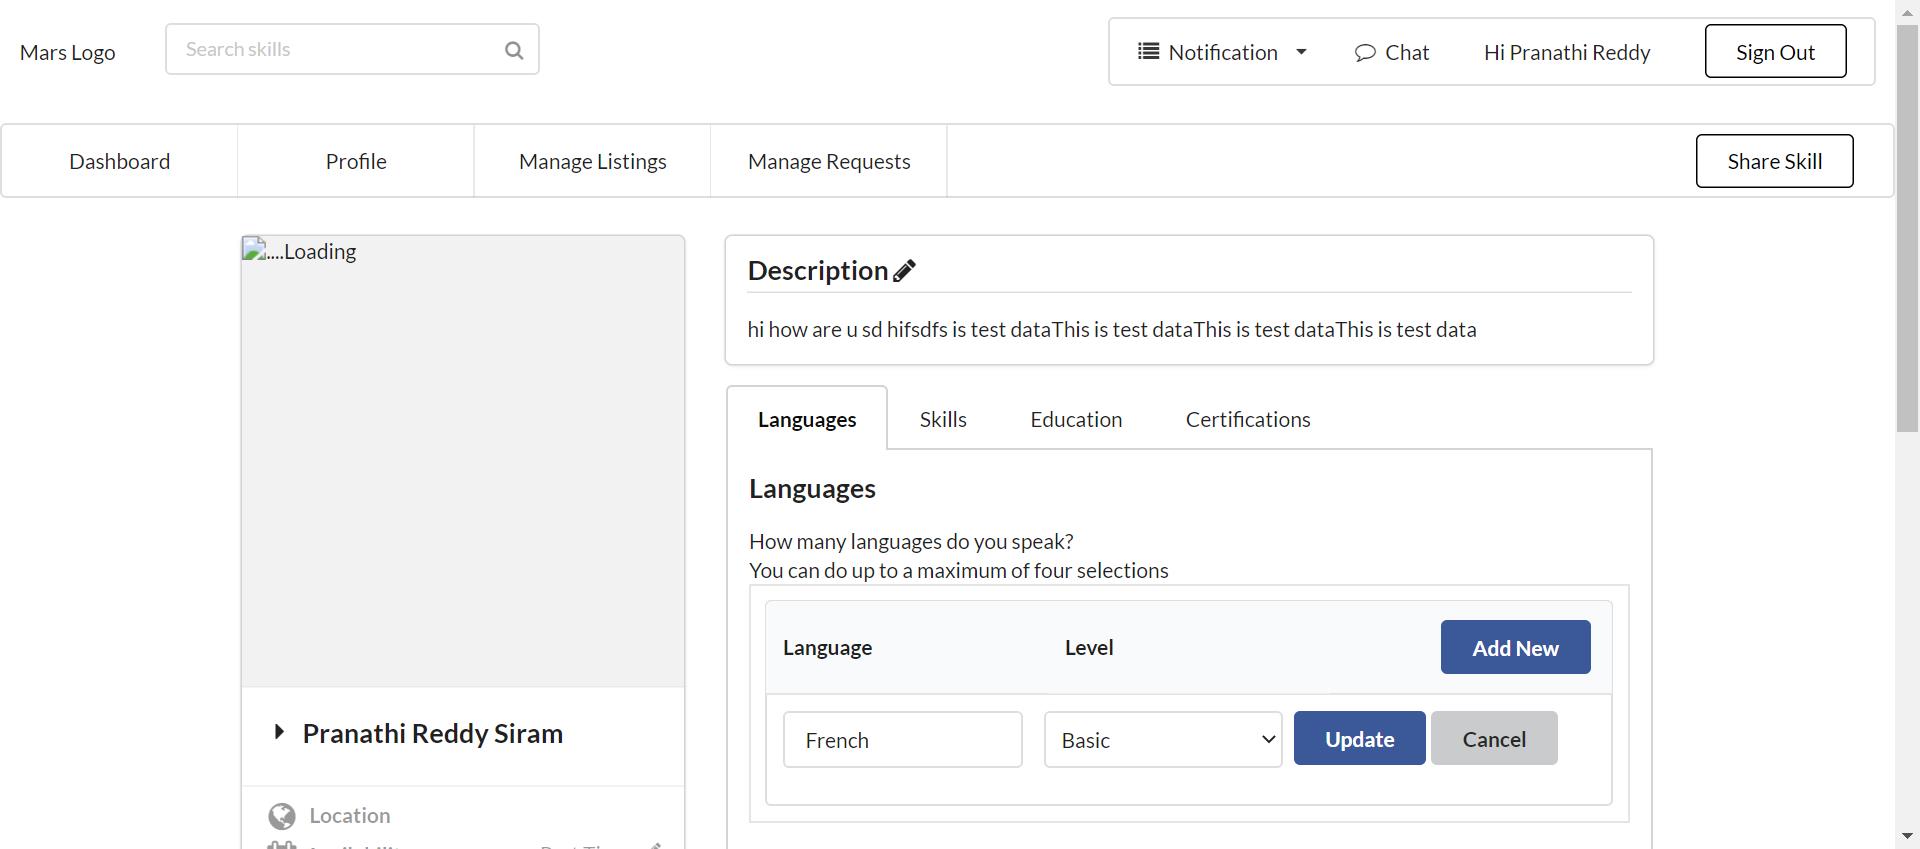 Mars Logo
Search skills
Notification
Chat
Hi Pranathi Reddy
Sign Out
Dashboard
Profile
Manage Listings
Manage Requests
Share Skill
....Loading
Pranathi Reddy Siram
Location
Description
hi how are u sd hifsdfs is test dataThis is test dataThis is test dataThis is test data
Languages
Skills
Education
Certifications
Languages
How many languages do you speak?
You can do up to a maximum of four selections
Language
Level
Add New
French
Basic
Update
Cancel